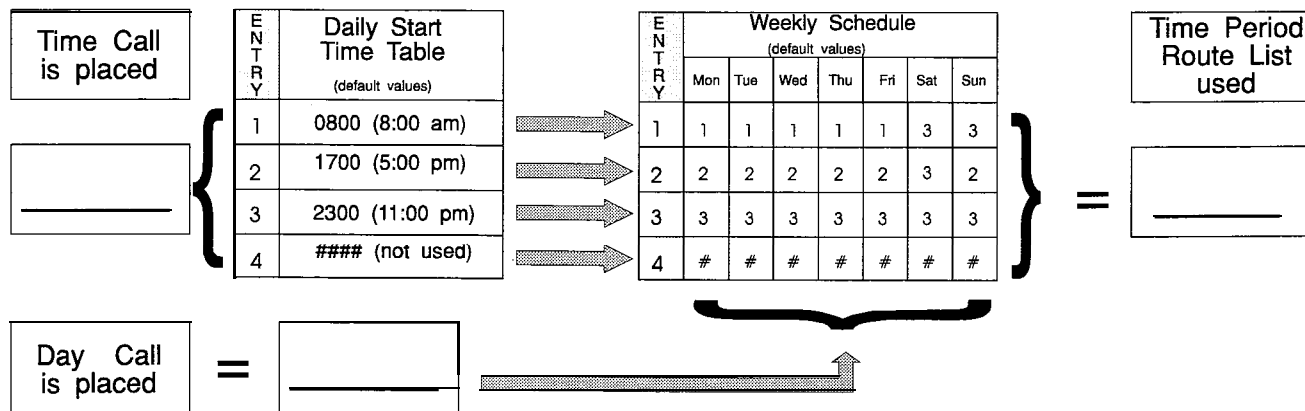 Time Call
is placed
ENTRY
Daily Start
Time Table
(default values)
1 0800 (8:00 am)
2 1700 (5:00 pm)
3 2300 (11:00 pm)
4 #### (not used)
ENTRY
Weekly Schedule
(default values)
Mon Tue Wed Thu Fri Sat Sun
1 1 1 1 1 1 3 3
2 2 2 2 2 2 3 2
3 3 3 3 3 3 3 3
4 # # # # # # #
Time Period
Route List
used
=
Day Call
is placed
=